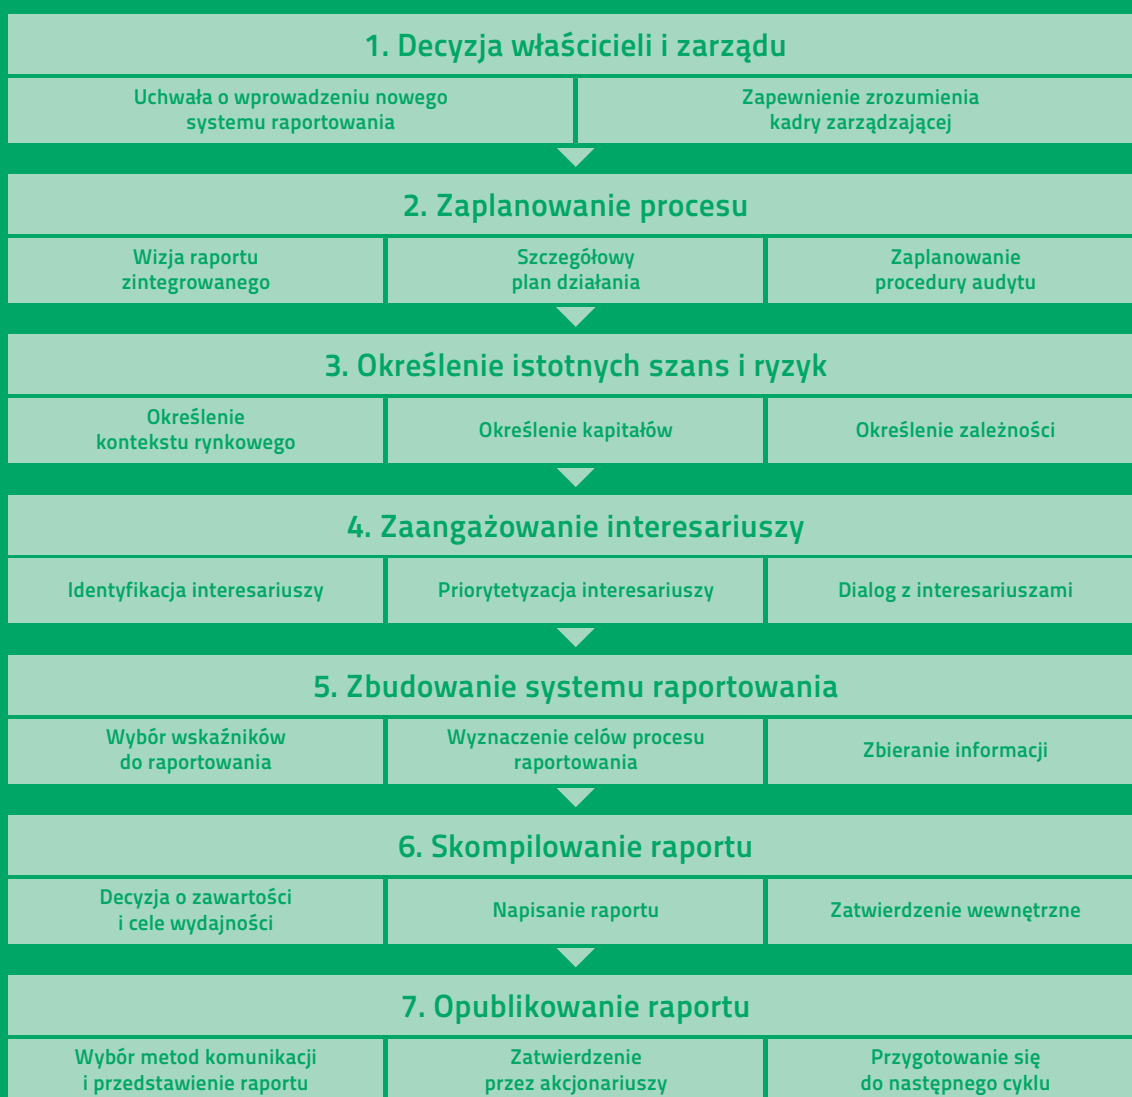 1. Decyzja właścicieli i zarządu
Uchwała o wprowadzeniu nowego
systemu raportowania
Zapewnienie zrozumienia
kadry zarządzającej
2. Zaplanowanie procesu
Wizja raportu
zintegrowanego
Szczegółowy
plan działania
Zaplanowanie
procedury audytu
3. Określenie istotnych szans i ryzyk
Określenie
kontekstu rynkowego
Określenie kapitałów
Określenie zależności
4. Zaangażowanie interesariuszy
Identyfikacja interesariuszy
Priorytetyzacja interesariuszy
Dialog z interesariuszami
5. Zbudowanie systemu raportowania
Wybór wskaźników
do raportowania
Wyznaczenie celów procesu
raportowania
Zbieranie informacji
6. Skompilowanie raportu
Decyzja o zawartości
i cele wydajności
Napisanie raportu
Zatwierdzenie wewnętrzne
7. Opublikowanie raportu
Wybór metod komunikacji
i przedstawienie raportu
Zatwierdzenie
przez akcjonariuszy
Przygotowanie się
do następnego cyklu